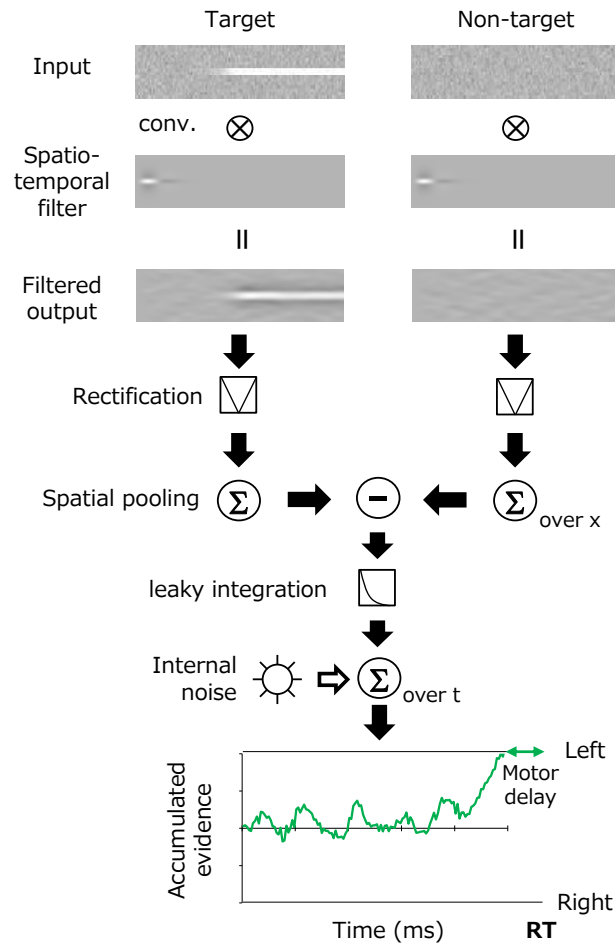 Target
Non-target
Input
conv.
Spatio-
temporal
filter
Filtered
output
Rectification
Spatial pooling
Σ
Σ
over x
leaky integration
Internal
noise
Σ
over t
Accumulated
evidence
Left
Motor
delay
Right
Time (ms)
RT